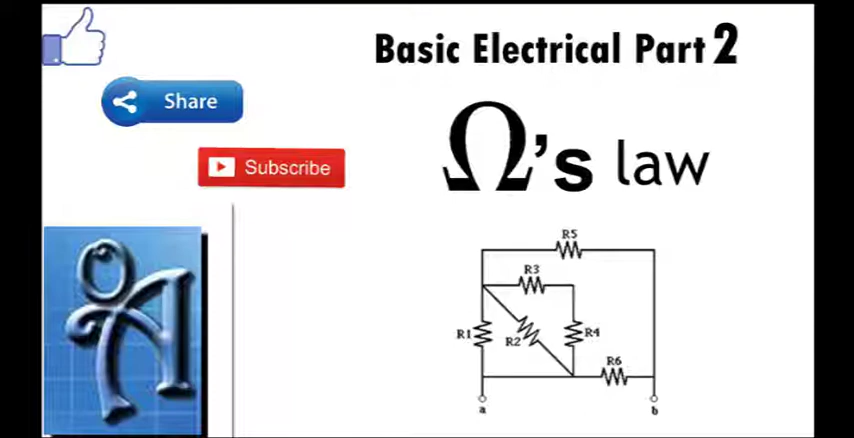 Basic Electrical Part 2
Share
Ω's law
Subscribe
R5
R3
R1
R2
R4
R6
a
b